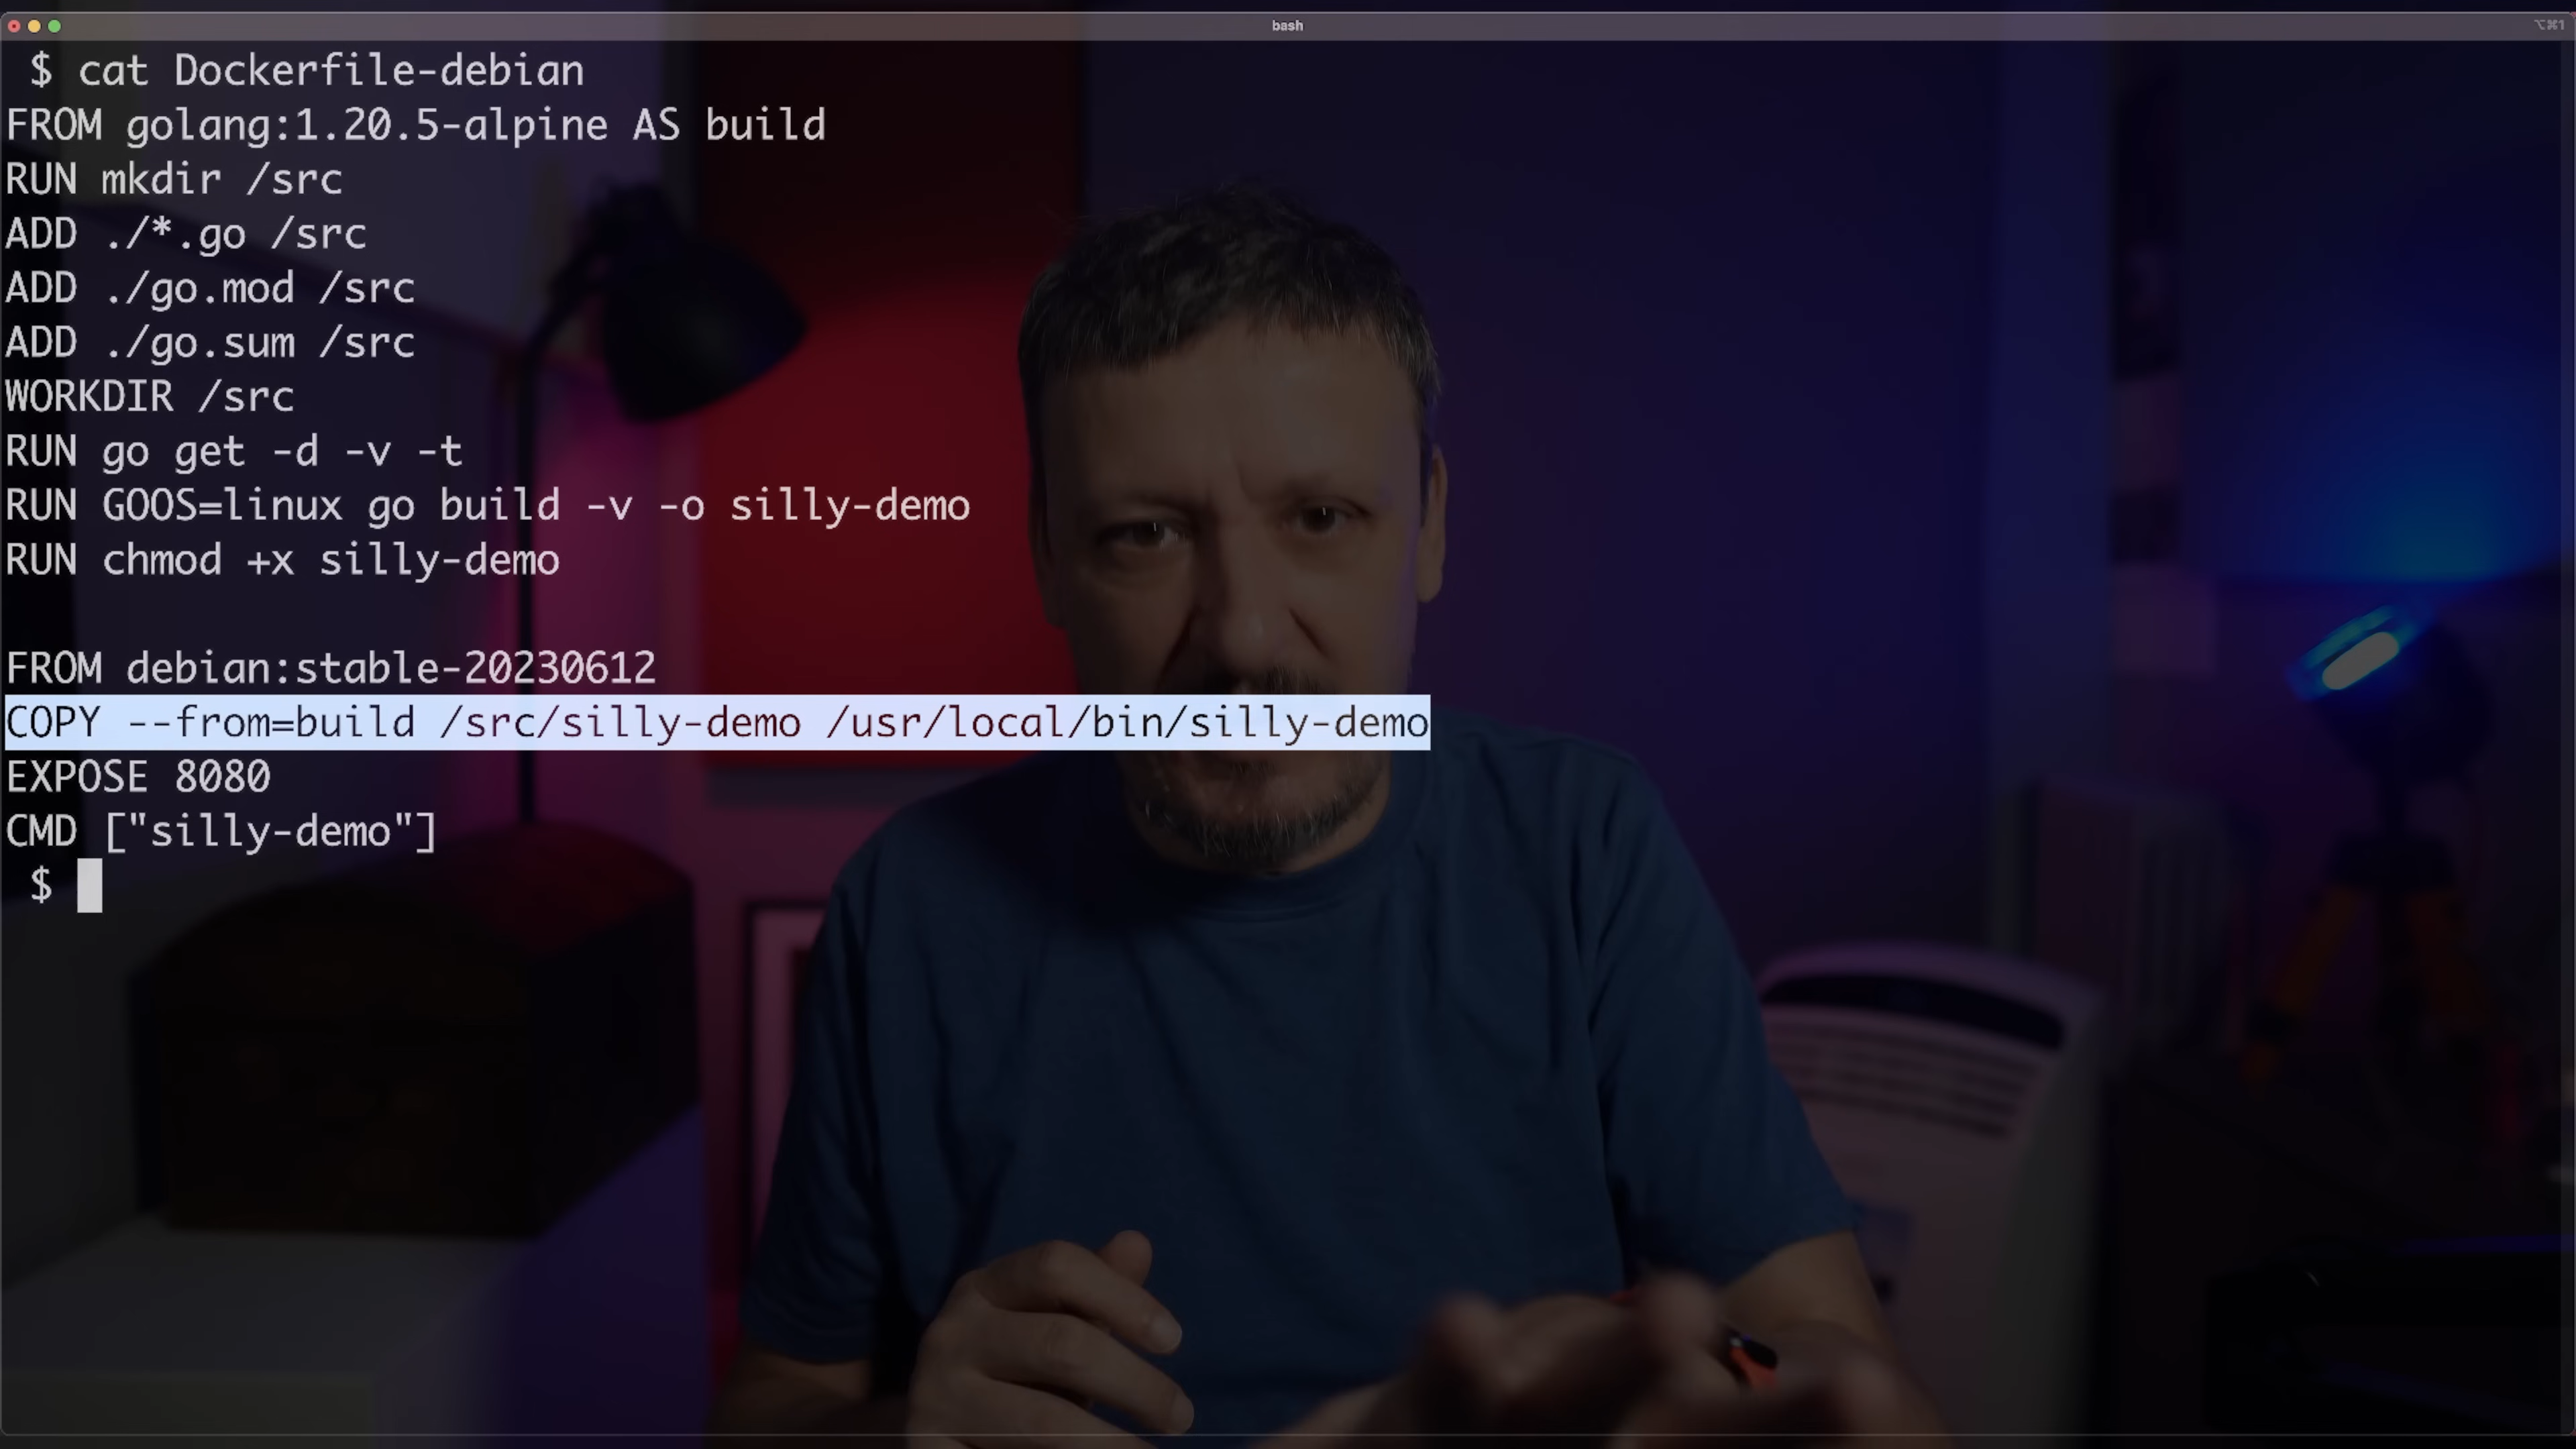 bash
⌥⌘1
$ cat Dockerfile-debian
FROM golang:1.20.5-alpine AS build
RUN mkdir /src
ADD ./*.go /src
ADD ./go.mod /src
ADD ./go.sum /src
WORKDIR /src
RUN go get -d -v -t
RUN GOOS=linux go build -v -o silly-demo
RUN chmod +x silly-demo
FROM debian:stable-20230612
COPY --from=build /src/silly-demo /usr/local/bin/silly-demo
EXPOSE 8080
CMD ["silly-demo"]
$